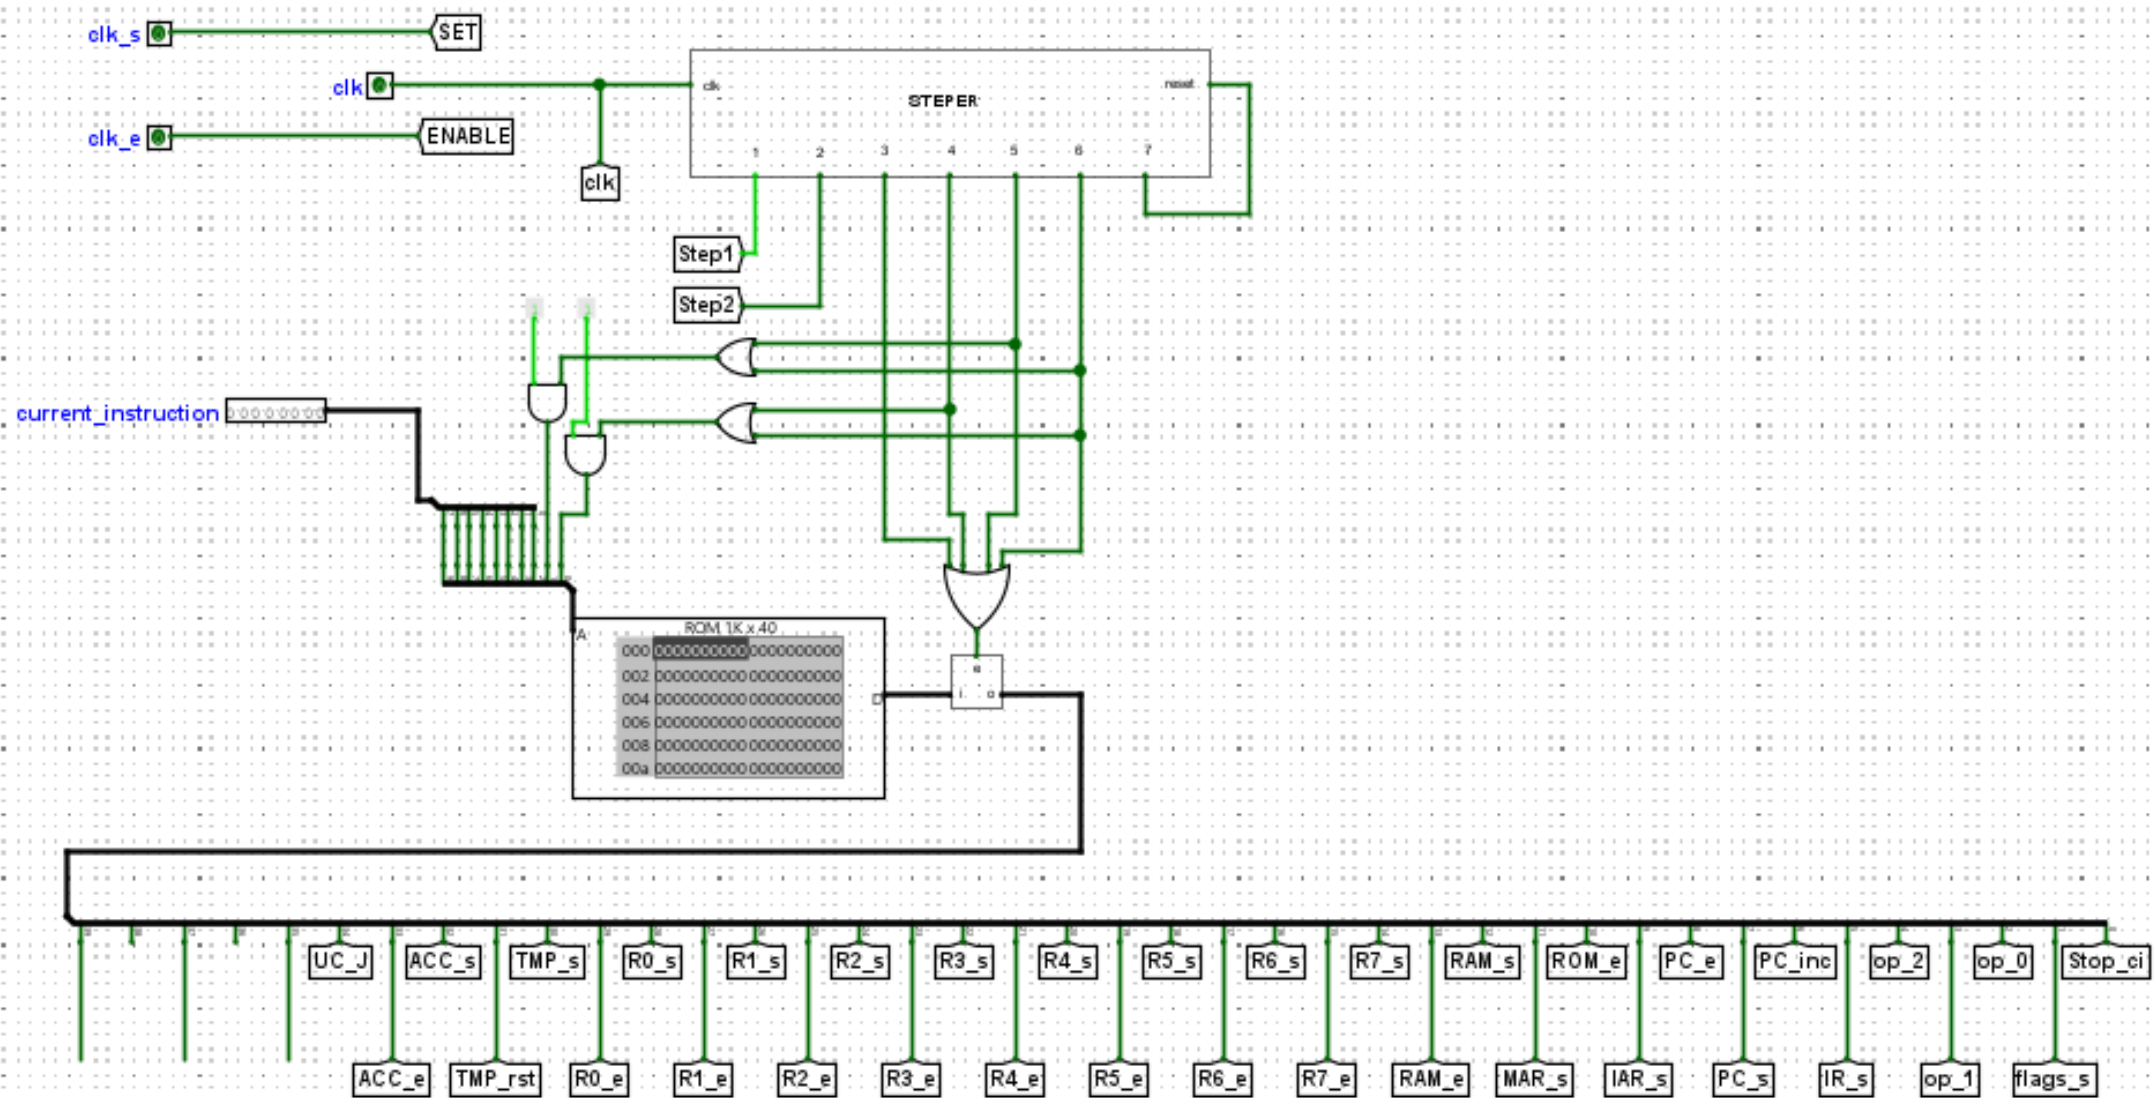 clk_s
SET
clk
clk
STEPER
reset
clk_e
ENABLE
1 2 3 4 5 6 7
clk
Step1
Step2
current_instruction
00000000
ROM 1K x 40
A
000 0000000000 0000000000
002 0000000000 0000000000
004 0000000000 0000000000
006 0000000000 0000000000
008 0000000000 0000000000
00a 0000000000 0000000000
D
e
i o
UC_J ACC_s TMP_s R0_s R1_s R2_s R3_s R4_s R5_s R6_s R7_s RAM_s ROM_e PC_e PC_inc op_2 op_0 Stop_ci
ACC_e TMP_rst R0_e R1_e R2_e R3_e R4_e R5_e R6_e R7_e RAM_e MAR_s IAR_s PC_s IR_s op_1 flags_s